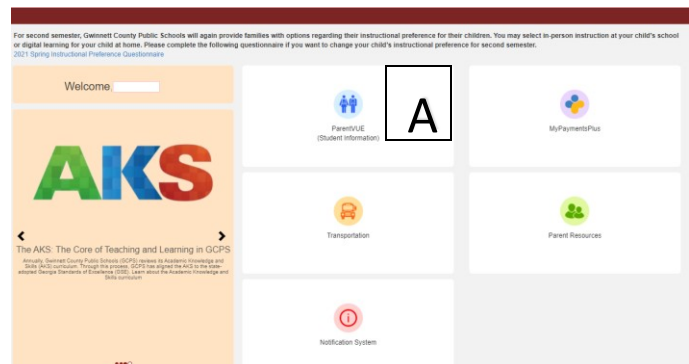 For second semester, Gwinnett County Public Schools will again provide families with options regarding their instructional preference for their children. You may select in-person instruction at your child's school
or digital learning for your child at home. Please complete the following questionnaire if you want to change your child's instructional preference for second semester.
2021 Spring Instructional Preference Questionnaire
Welcome,
AKS
The AKS: The Core of Teaching and Learning in GCPS
Annually, Gwinnett County Public Schools (GCPS) reviews its Academic Knowledge and
Skills (AKS) curriculum. Through this process, GCPS has aligned the AKS to the state-
adopted Georgia Standards of Excellence (GSE). Learn about the Academic Knowledge and
Skills curriculum
ParentVUE
(Student Information)
A
MyPaymentsPlus
Transportation
Parent Resources
Notification System